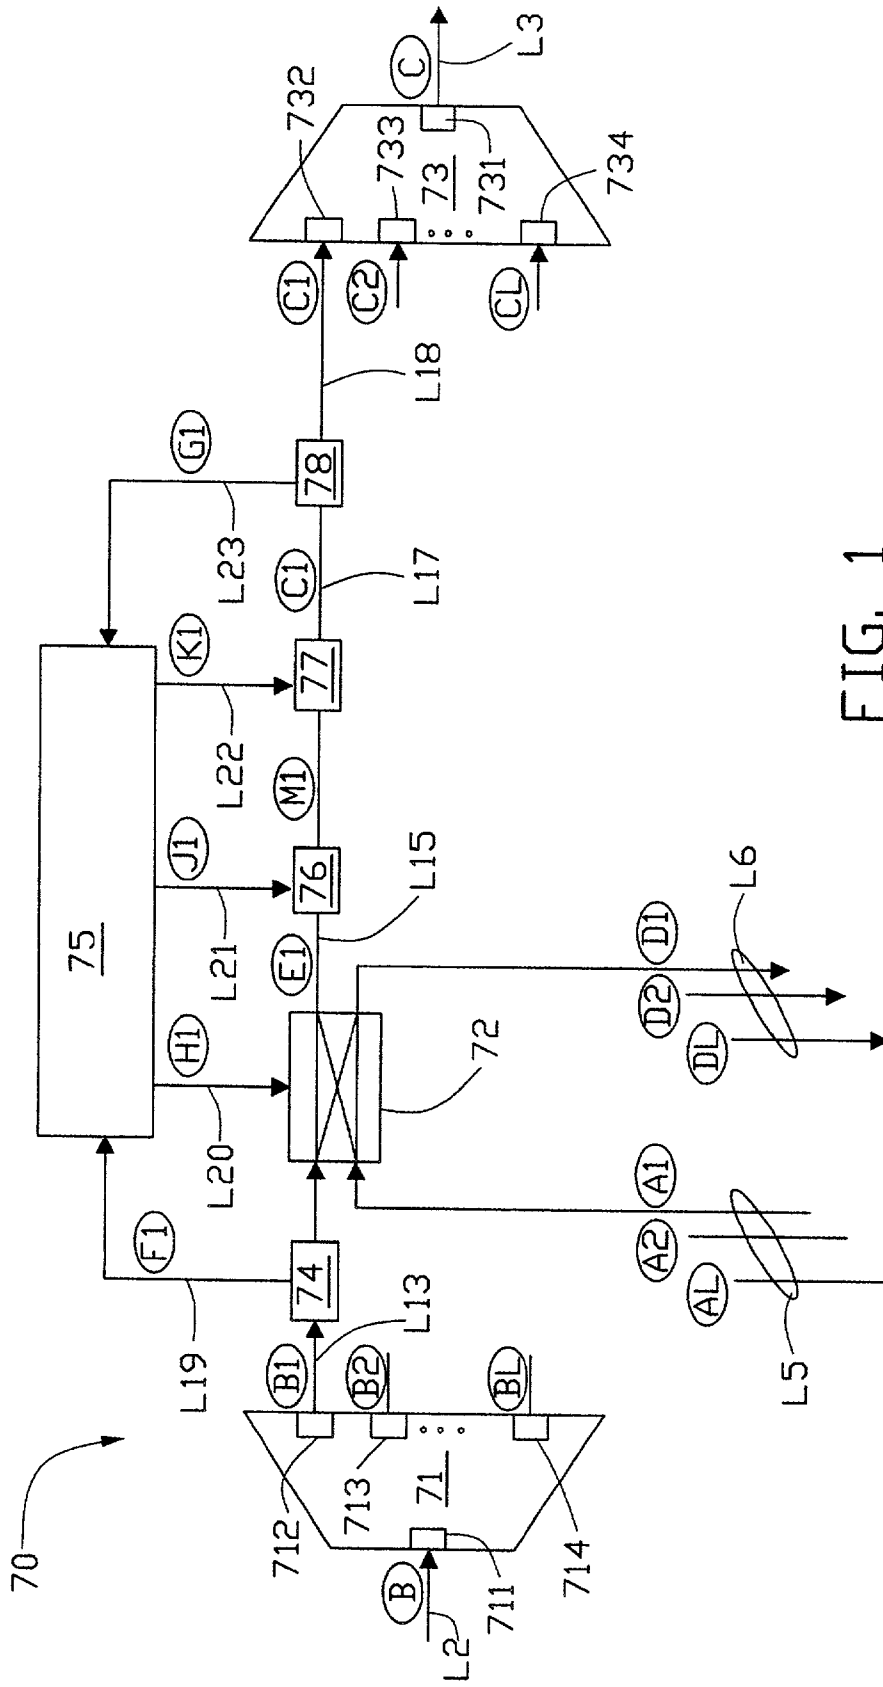 70
L2
B
711
71
712
713
714
B1
B2
BL
L13
L19
F1
74
75
H1
L20
72
E1
L15
J1
L21
76
M1
K1
L22
77
C1
L17
G1
L23
78
L18
C1
C2
CL
732
733
734
73
731
C
L3
A1
A2
AL
L5
D1
D2
DL
L6
FIG. 1